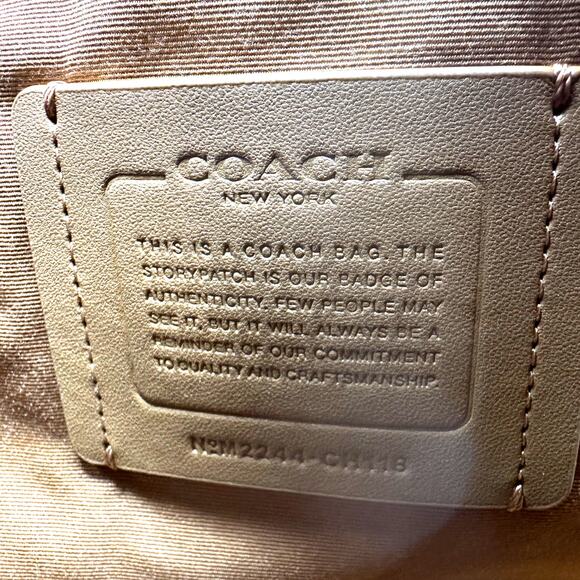 COACH
NEW YORK
THIS IS A COACH BAG. THE
STORYPATCH IS OUR BADGE OF
AUTHENTICITY. FEW PEOPLE MAY
SEE IT, BUT IT WILL ALWAYS BE A
REMINDER OF OUR COMMITMENT
TO QUALITY AND CRAFTSMANSHIP.
NºM2244-CH118